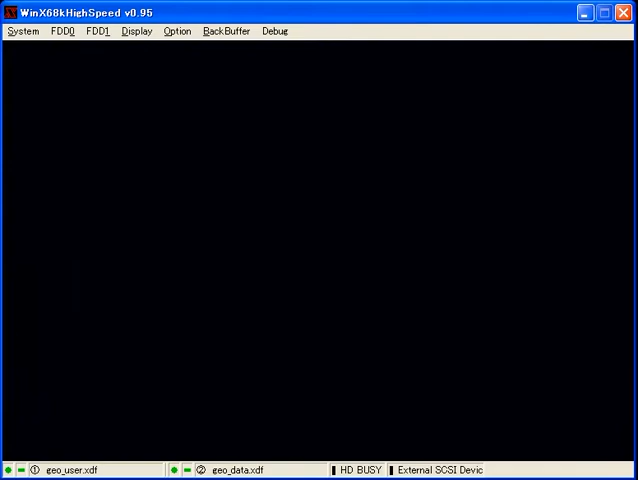 WinX68kHighSpeed v0.95
System FDD0 FDD1 Display Option BackBuffer Debug
① geo_user.xdf ② geo_data.xdf HD BUSY External SCSI Devic